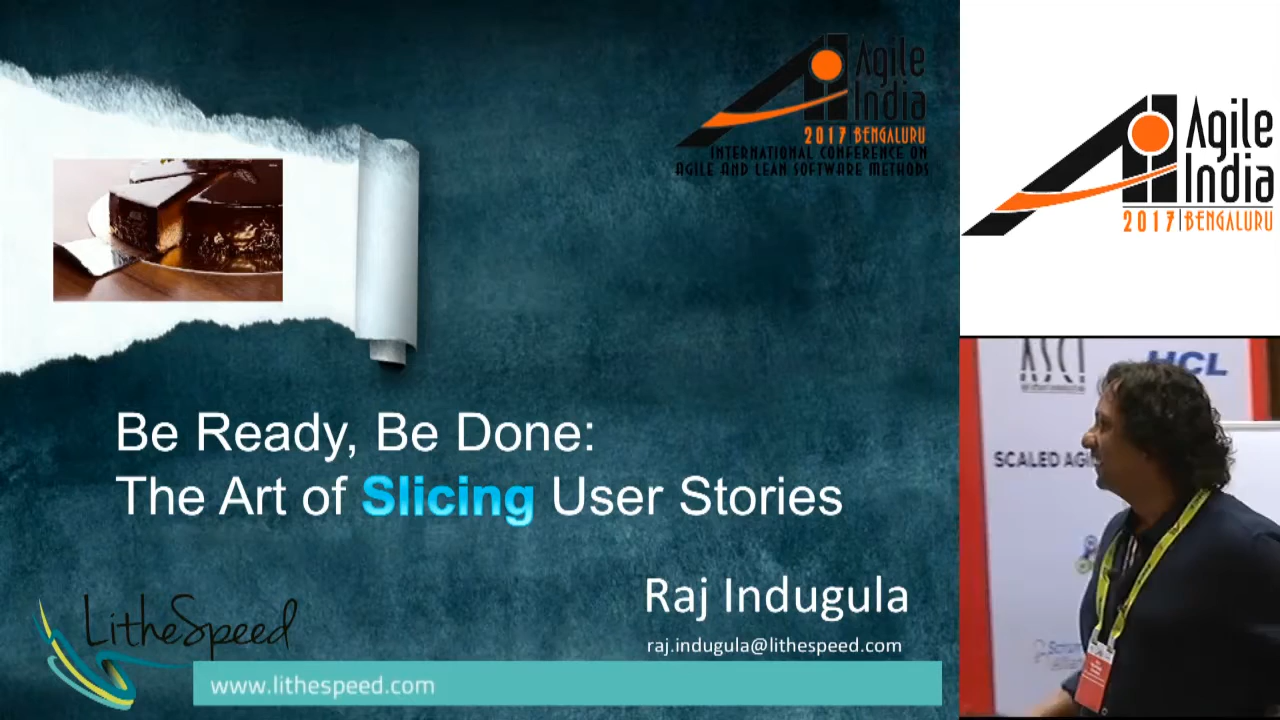 Agile
India
2017 BENGALURU
INTERNATIONAL CONFERENCE ON
AGILE AND LEAN SOFTWARE METHODS
Be Ready, Be Done:
The Art of Slicing User Stories
Raj Indugula
raj.indugula@lithespeed.com
LitheSpeed
www.lithespeed.com
Agile
India
2017 BENGALURU
HCL
SCALED AGI